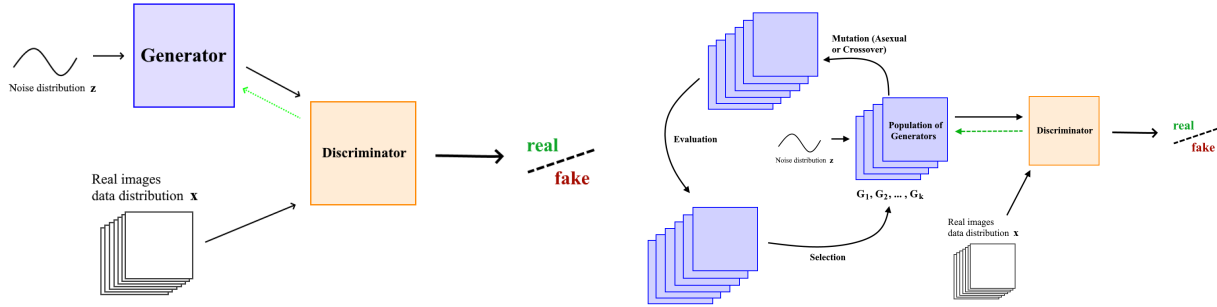 Generator
Noise distribution z
Discriminator
real
fake
Real images
data distribution x
Mutation (Asexual
or Crossover)
Evaluation
Population of
Generators
Noise distribution z
Discriminator
real
fake
G1, G2, ... , Gk
Real images
data distribution x
Selection